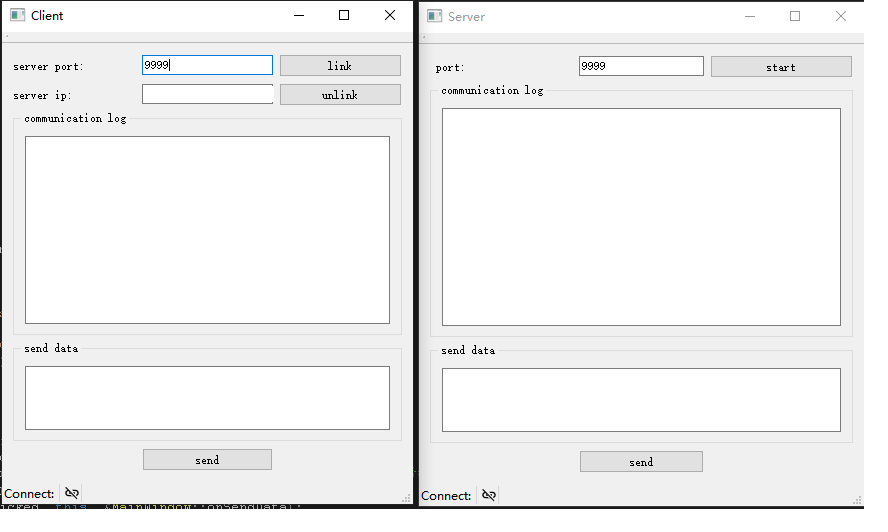 Client
server port:
9999
link
server ip:
unlink
communication log
send data
send
Connect:
Server
port:
9999
start
communication log
send data
send
Connect: